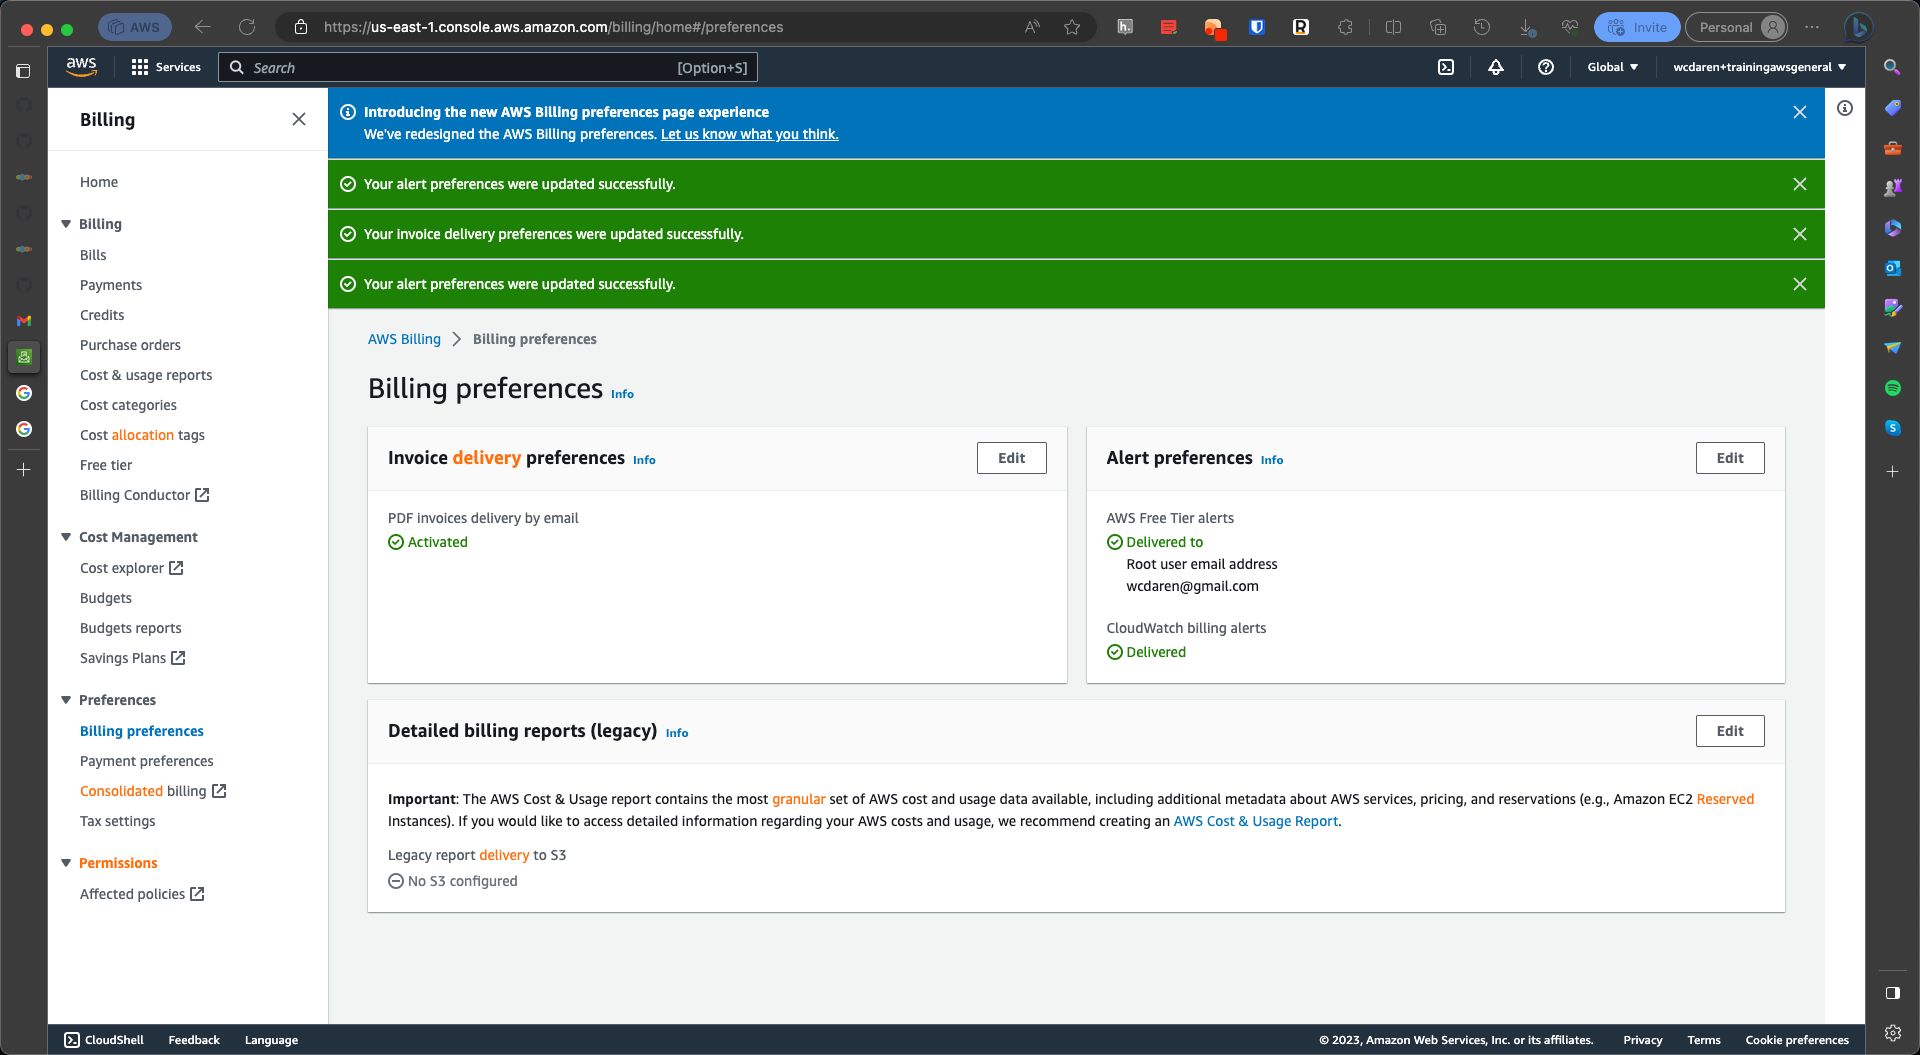 AWS
https://us-east-1.console.aws.amazon.com/billing/home#/preferences
Invite
Personal
aws
Services
Search
[Option+S]
Global
wcdaren+trainingawsgeneral
Billing
Home
Billing
Bills
Payments
Credits
Purchase orders
Cost & usage reports
Cost categories
Cost allocation tags
Free tier
Billing Conductor
Cost Management
Cost explorer
Budgets
Budgets reports
Savings Plans
Preferences
Billing preferences
Payment preferences
Consolidated billing
Tax settings
Permissions
Affected policies
Introducing the new AWS Billing preferences page experience
We've redesigned the AWS Billing preferences. Let us know what you think.
Your alert preferences were updated successfully.
Your invoice delivery preferences were updated successfully.
Your alert preferences were updated successfully.
AWS Billing
Billing preferences
Billing preferences Info
Invoice delivery preferences Info
Edit
PDF invoices delivery by email
Activated
Alert preferences Info
Edit
AWS Free Tier alerts
Delivered to
Root user email address
wcdaren@gmail.com
CloudWatch billing alerts
Delivered
Detailed billing reports (legacy) Info
Edit
Important: The AWS Cost & Usage report contains the most granular set of AWS cost and usage data available, including additional metadata about AWS services, pricing, and reservations (e.g., Amazon EC2 Reserved
Instances). If you would like to access detailed information regarding your AWS costs and usage, we recommend creating an AWS Cost & Usage Report.
Legacy report delivery to S3
No S3 configured
CloudShell
Feedback
Language
© 2023, Amazon Web Services, Inc. or its affiliates.
Privacy
Terms
Cookie preferences